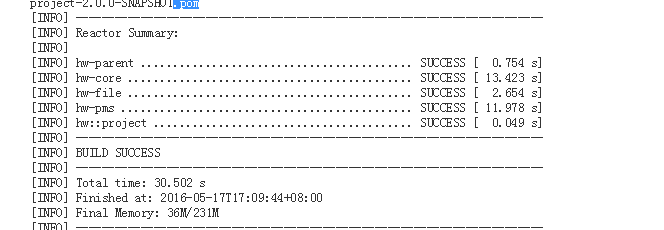 project-2.0.0-SNAPSHOT.pom
[INFO] ------------------------------------------------------------------------
[INFO] Reactor Summary:
[INFO]
[INFO] hw-parent .......................................... SUCCESS [  0.754 s]
[INFO] hw-core ............................................ SUCCESS [ 13.423 s]
[INFO] hw-file ............................................ SUCCESS [  2.654 s]
[INFO] hw-pms ............................................. SUCCESS [ 11.978 s]
[INFO] hw::project ........................................ SUCCESS [  0.049 s]
[INFO] ------------------------------------------------------------------------
[INFO] BUILD SUCCESS
[INFO] ------------------------------------------------------------------------
[INFO] Total time: 30.502 s
[INFO] Finished at: 2016-05-17T17:09:44+08:00
[INFO] Final Memory: 36M/231M
[INFO] ------------------------------------------------------------------------